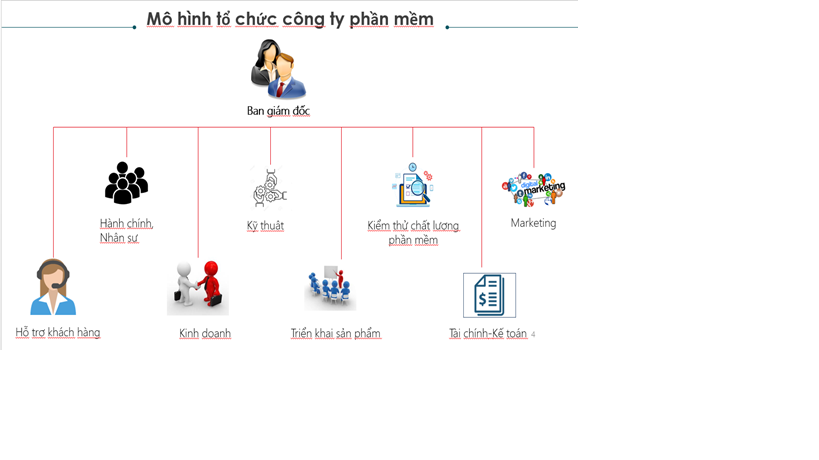 Mô hình tổ chức công ty phần mềm
Ban giám đốc
Hành chính,
Nhân sự
Kỹ thuật
Kiểm thử chất lượng
phần mềm
digital
marketing
Marketing
Hỗ trợ khách hàng
Kinh doanh
Triển khai sản phẩm
$
Tài chính-Kế toán
4